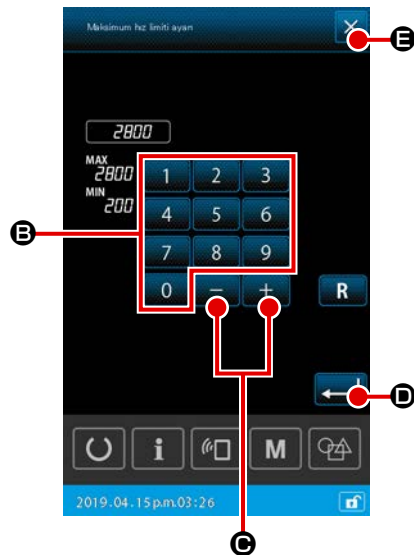 Maksimum hız limiti ayarı
E
2800
MAX
2800
MIN
200
1 2 3
4 5 6
7 8 9
0 − +
B
R
D
i M
2019.04.15p.m.03:26
C